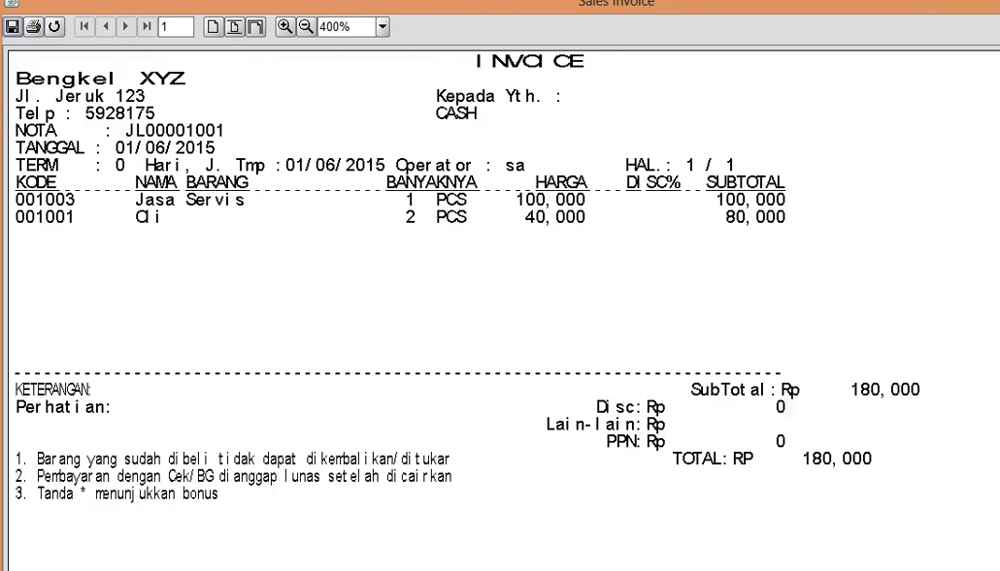 Sales Invoice
1
400%
INVOICE
Bengkel XYZ
Jl. Jeruk 123
Kepada Yth. :
Telp : 5928175
CASH
NOTA : JL00001001
TANGGAL : 01/06/2015
TERM : 0 Hari, J. Tmp :01/06/2015 Operator : sa HAL.: 1 / 1
KODE NAMA BARANG BANYAKNYA HARGA DISC% SUBTOTAL
001003 Jasa Servis 1 PCS 100,000 100,000
001001 Oli 2 PCS 40,000 80,000
KETERANGAN: SubTotal : Rp 180,000
Perhatian: Disc: Rp 0
Lain-lain: Rp
PPN: Rp 0
1. Barang yang sudah dibeli tidak dapat dikembalikan/ditukar TOTAL: RP 180,000
2. Pembayaran dengan Cek/BG dianggap lunas setelah dicairkan
3. Tanda * menunjukkan bonus